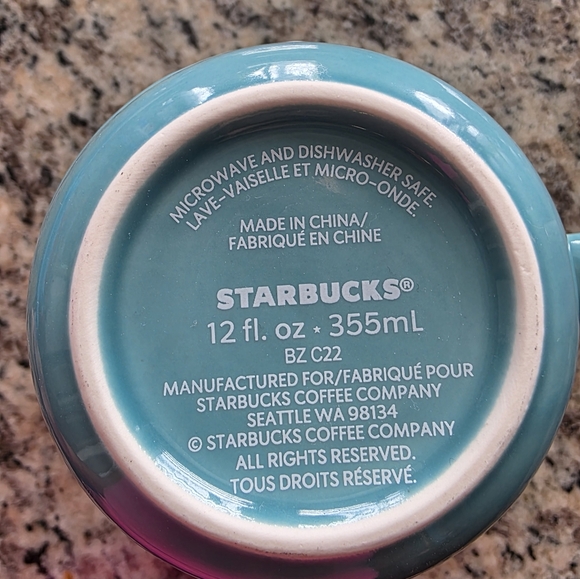 MICROWAVE AND DISHWASHER SAFE.
LAVE-VAISELLE ET MICRO-ONDE.
MADE IN CHINA/
FABRIQUÉ EN CHINE
STARBUCKS®
12 fl. oz ⋆ 355mL
BZ C22
MANUFACTURED FOR/FABRIQUÉ POUR
STARBUCKS COFFEE COMPANY
SEATTLE WA 98134
© STARBUCKS COFFEE COMPANY
ALL RIGHTS RESERVED.
TOUS DROITS RÉSERVÉ.